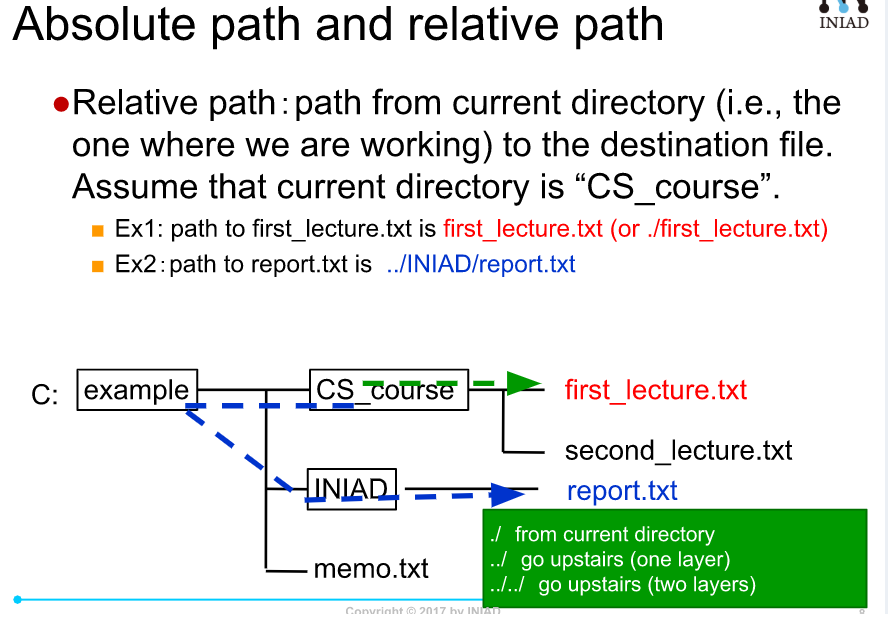 Absolute path and relative path
INIAD
●Relative path：path from current directory (i.e., the
one where we are working) to the destination file.
Assume that current directory is “CS_course”.
■ Ex1: path to first_lecture.txt is first_lecture.txt (or ./first_lecture.txt)
■ Ex2：path to report.txt is ../INIAD/report.txt
C: example CS_course first_lecture.txt
second_lecture.txt
INIAD report.txt
./ from current directory
../ go upstairs (one layer)
../../ go upstairs (two layers)
memo.txt
Copyright © 2017 by INIAD